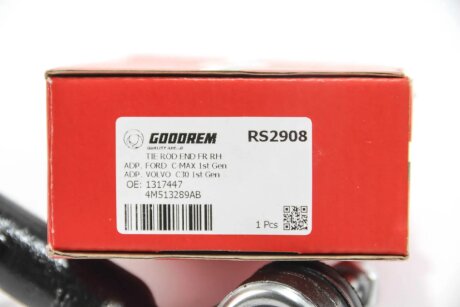 GOODREM
RS2908
QUALITY
TIE ROD END FR RH
ADP. FORD C-MAX 1st Gen
ADP. VOLVO C30 1st Gen
OE: 1317447
4M513289AB
1 Pcs